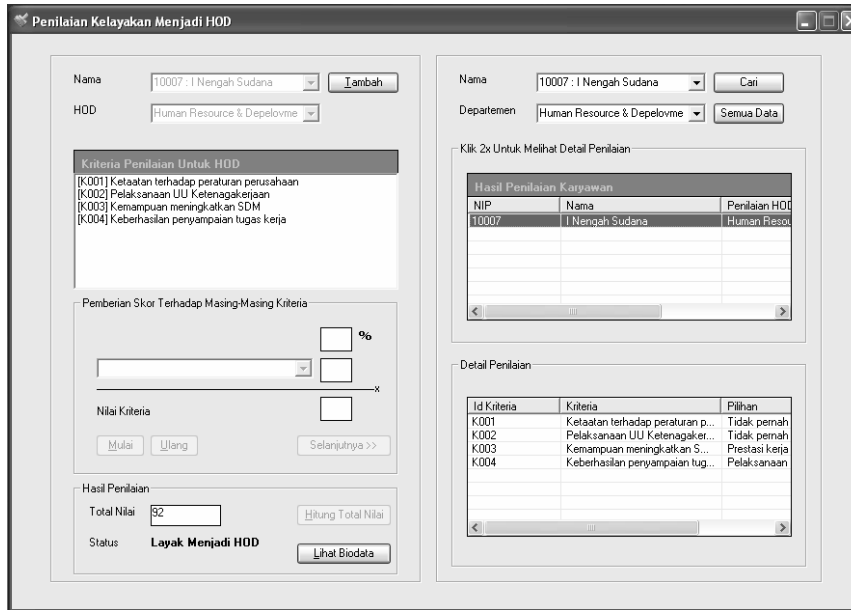 Penilaian Kelayakan Menjadi HOD
Nama
10007 : I Nengah Sudana
Tambah
HOD
Human Resource & Depelovme
Kriteria Penilaian Untuk HOD
[K001] Ketaatan terhadap peraturan perusahaan
[K002] Pelaksanaan UU Ketenagakerjaan
[K003] Kemampuan meningkatkan SDM
[K004] Keberhasilan penyampaian tugas kerja
Pemberian Skor Terhadap Masing-Masing Kriteria
%
x
Nilai Kriteria
Mulai
Ulang
Selanjutnya >>
Hasil Penilaian
Total Nilai
92
Hitung Total Nilai
Status
Layak Menjadi HOD
Lihat Biodata
Nama
10007 : I Nengah Sudana
Cari
Departemen
Human Resource & Depelovme
Semua Data
Klik 2x Untuk Melihat Detail Penilaian
Hasil Penilaian Karyawan
NIP Nama Penilaian HOD
10007 I Nengah Sudana Human Resou
Detail Penilaian
Id Kriteria Kriteria Pilihan
K001 Ketaatan terhadap peraturan p... Tidak pernah
K002 Pelaksanaan UU Ketenagaker... Tidak pernah
K003 Kemampuan meningkatkan S... Prestasi kerja
K004 Keberhasilan penyampaian tug... Pelaksanaan